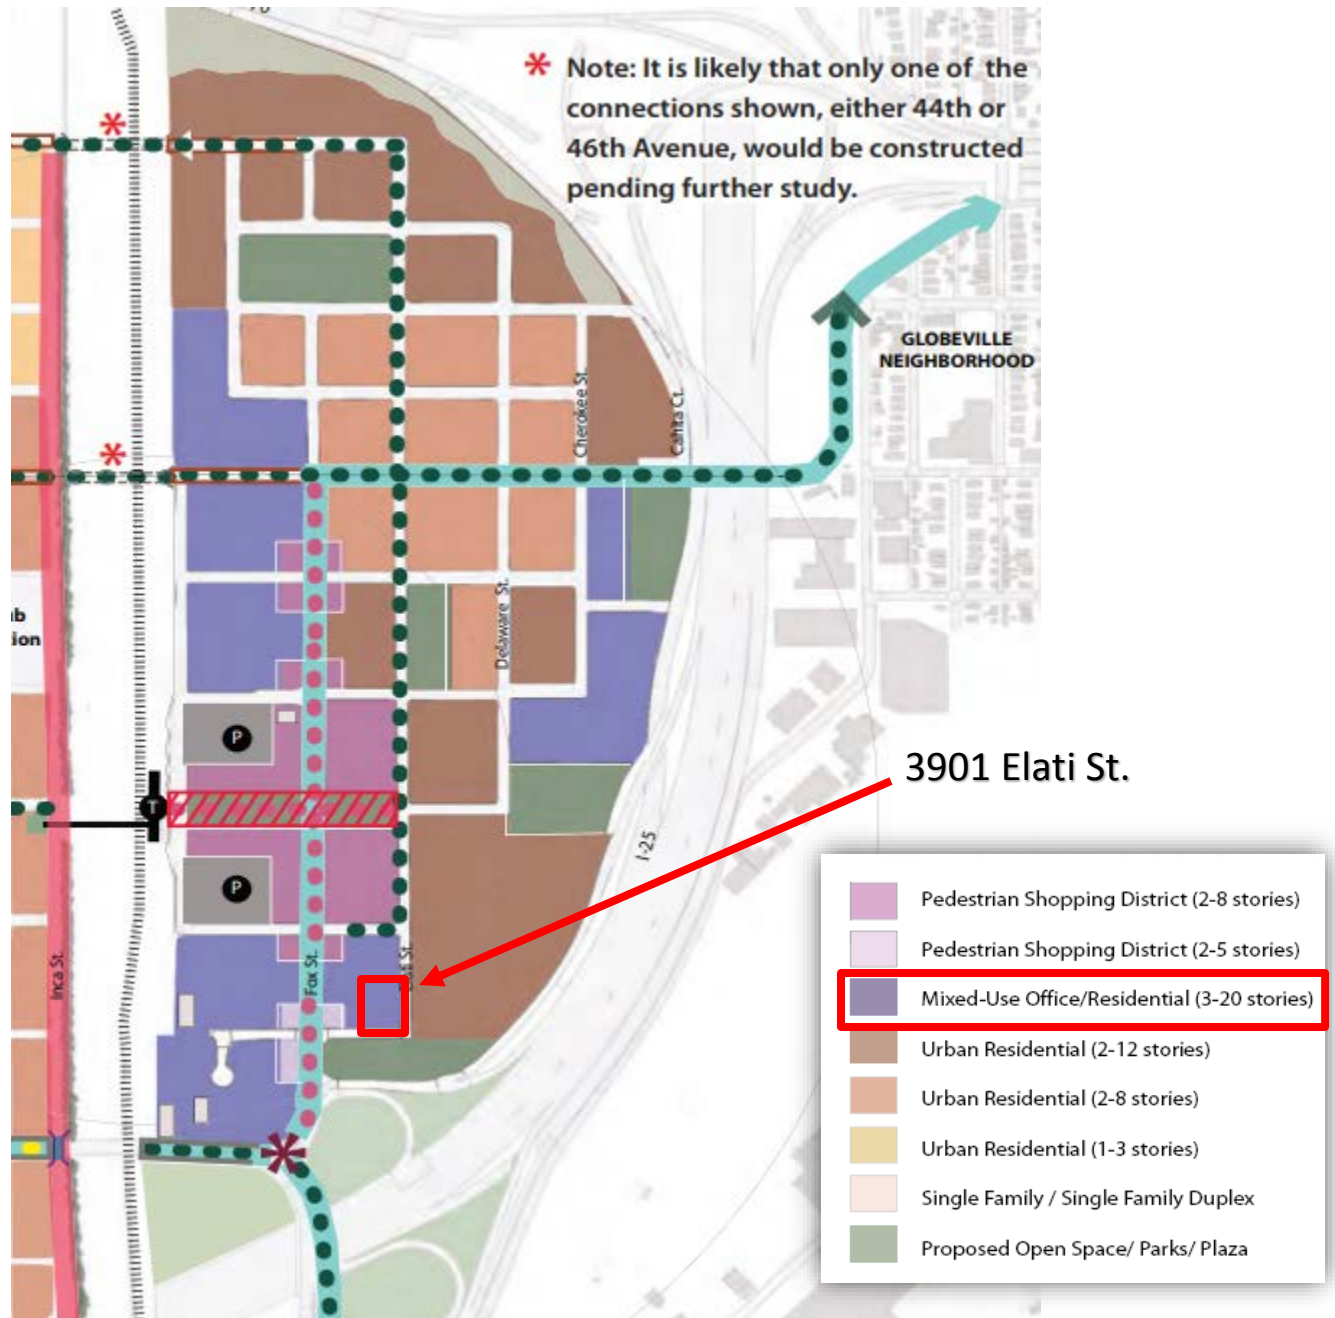 * Note: It is likely that only one of the
connections shown, either 44th or
46th Avenue, would be constructed
pending further study.
*
GLOBEVILLE
NEIGHBORHOOD
Cherokee St.
Cahita Ct.
*
ion
Delaware St.
P
T
3901 Elati St.
I-25
P
Inca St.
Fox St.
Pedestrian Shopping District (2-8 stories)
Pedestrian Shopping District (2-5 stories)
Mixed-Use Office/Residential (3-20 stories)
Urban Residential (2-12 stories)
Urban Residential (2-8 stories)
Urban Residential (1-3 stories)
Single Family / Single Family Duplex
Proposed Open Space/ Parks/ Plaza